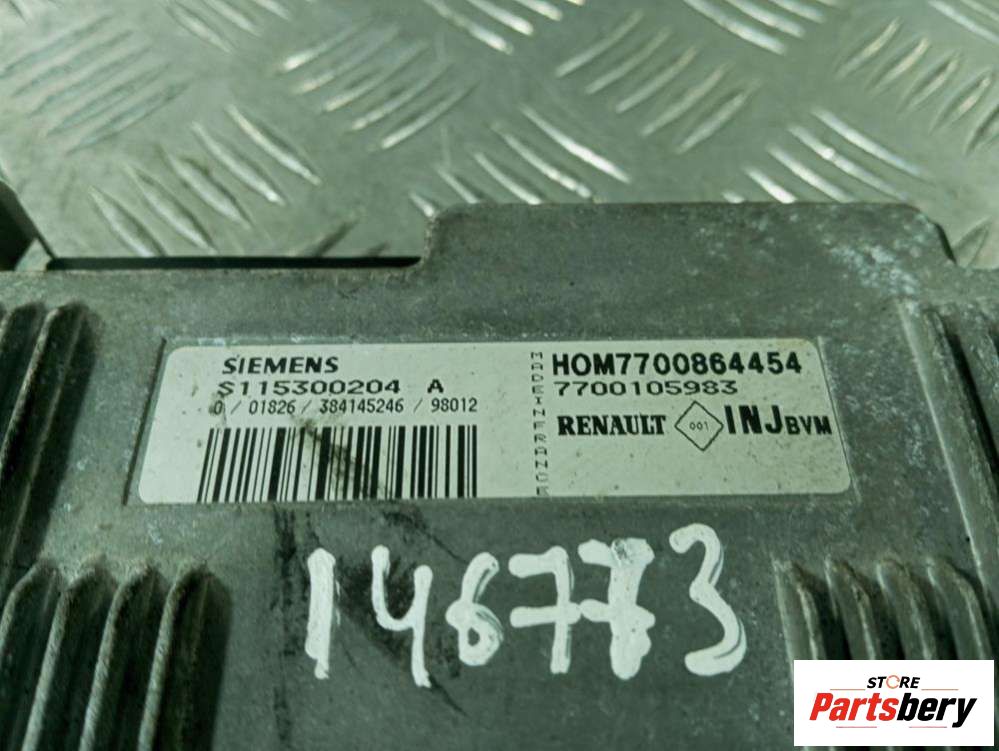 SIEMENS
S115300204 A
0 / 01826 / 384145246 / 98012
MADE IN FRANCE
HOM7700864454
7700105983
RENAULT 001 INJ BVM
146773
STORE
Partsbery